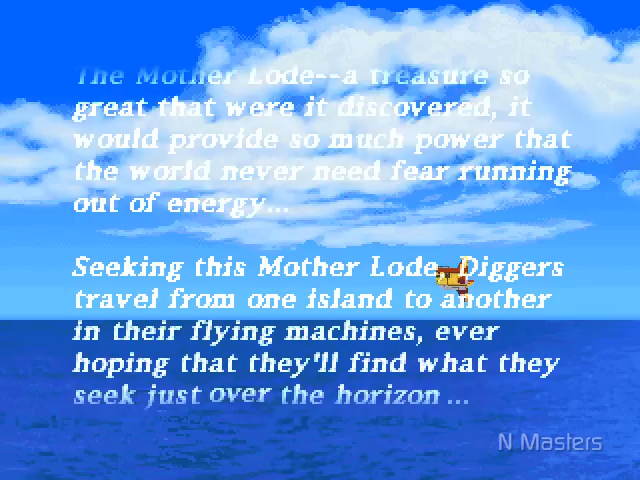 The Mother Lode--a treasure so
great that were it discovered, it
would provide so much power that
the world never need fear running
out of energy...
Seeking this Mother Lode, Diggers
travel from one island to another
in their flying machines, ever
hoping that they'll find what they
seek just over the horizon...
N Masters